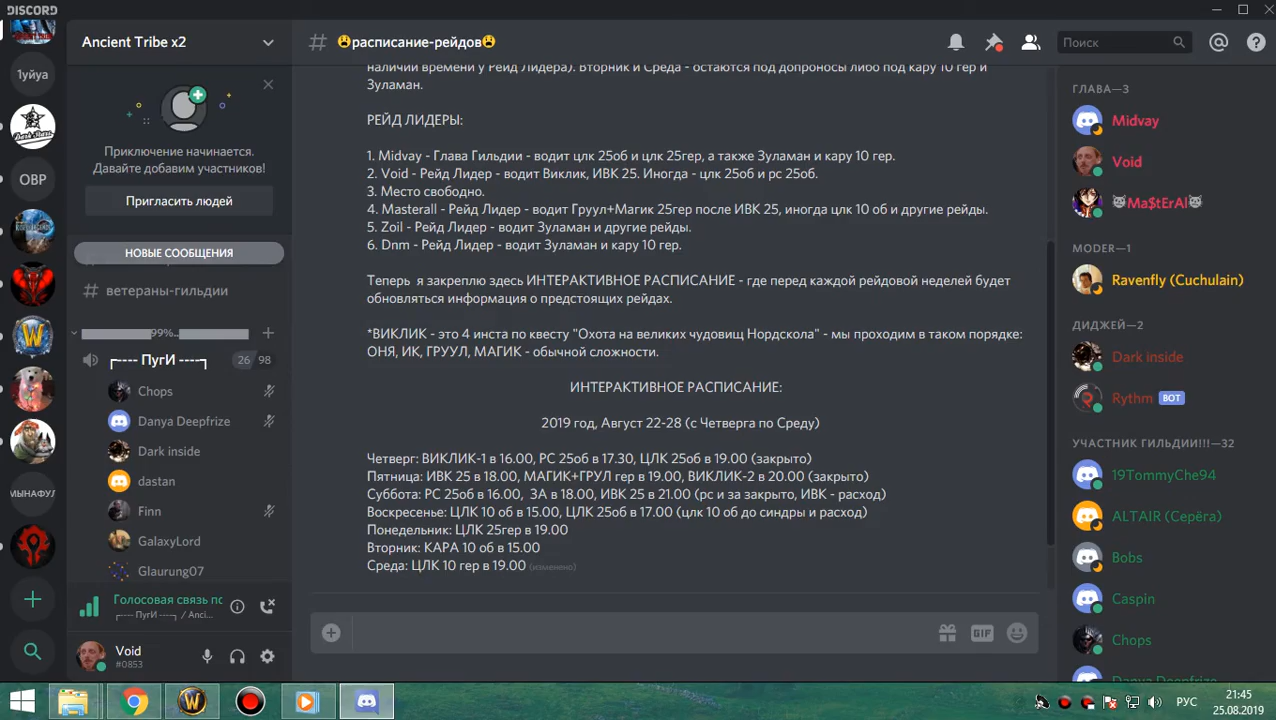 DISCORD
1уйуа
ОВР
МЫНАФУЛ
Ancient Tribe x2
Приключение начинается.
Давайте добавим участников!
Пригласить людей
НОВЫЕ СООБЩЕНИЯ
# ветераны-гильдии
99%
┌---- ПугИ ----┐ 26 98
Chops
Danya Deepfrize
Dark inside
dastan
Finn
GalaxyLord
Glaurung07
Голосовая связь по
┌---- ПугИ ----┐ / Anci...
Void
#0853
# 😫расписание-рейдов😫
Поиск
наличии времени у Рейд Лидера). Вторник и Среда - остаются под допроносы либо под кару 10 гер и
Зуламан.
РЕЙД ЛИДЕРЫ:
1. Midvay - Глава Гильдии - водит цлк 25об и цлк 25гер, а также Зуламан и кару 10 гер.
2. Void - Рейд Лидер - водит Виклик, ИВК 25. Иногда - цлк 25об и рс 25об.
3. Место свободно.
4. Masterall - Рейд Лидер - водит Груул+Магик 25гер после ИВК 25, иногда цлк 10 об и другие рейды.
5. Zoil - Рейд Лидер - водит Зуламан и другие рейды.
6. Dnm - Рейд Лидер - водит Зуламан и кару 10 гер.
Теперь я закреплю здесь ИНТЕРАКТИВНОЕ РАСПИСАНИЕ - где перед каждой рейдовой неделей будет
обновляться информация о предстоящих рейдах.
*ВИКЛИК - это 4 инста по квесту "Охота на великих чудовищ Нордскола" - мы проходим в таком порядке:
ОНЯ, ИК, ГРУУЛ, МАГИК - обычной сложности.
ИНТЕРАКТИВНОЕ РАСПИСАНИЕ:
2019 год, Август 22-28 (с Четверга по Среду)
Четверг: ВИКЛИК-1 в 16.00, РС 25об в 17.30, ЦЛК 25об в 19.00 (закрыто)
Пятница: ИВК 25 в 18.00, МАГИК+ГРУЛ гер в 19.00, ВИКЛИК-2 в 20.00 (закрыто)
Суббота: РС 25об в 16.00, ЗА в 18.00, ИВК 25 в 21.00 (рс и за закрыто, ИВК - расход)
Воскресенье: ЦЛК 10 об в 15.00, ЦЛК 25об в 17.00 (цлк 10 об до синдры и расход)
Понедельник: ЦЛК 25гер в 19.00
Вторник: КАРА 10 об в 15.00
Среда: ЦЛК 10 гер в 19.00 (изменено)
GIF
ГЛАВА—3
Midvay
Void
😈Ma$tErAl😈
MODER—1
Ravenfly (Cuchulain)
ДИДЖЕЙ—2
Dark inside
Rythm БОТ
УЧАСТНИК ГИЛЬДИИ!!!—32
19TommyChe94
ALTAIR (Серёга)
Bobs
Caspin
Chops
Danya Deepfrize
РУС
21:45
25.08.2019